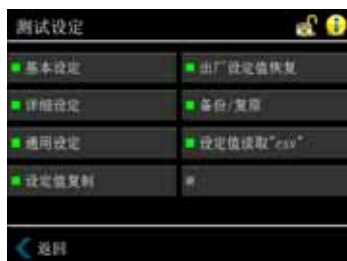 测试设定
基本设定
出厂设定值恢复
详细设定
备份/复原
通用设定
设定值读取"csv"
设定值复制
返回